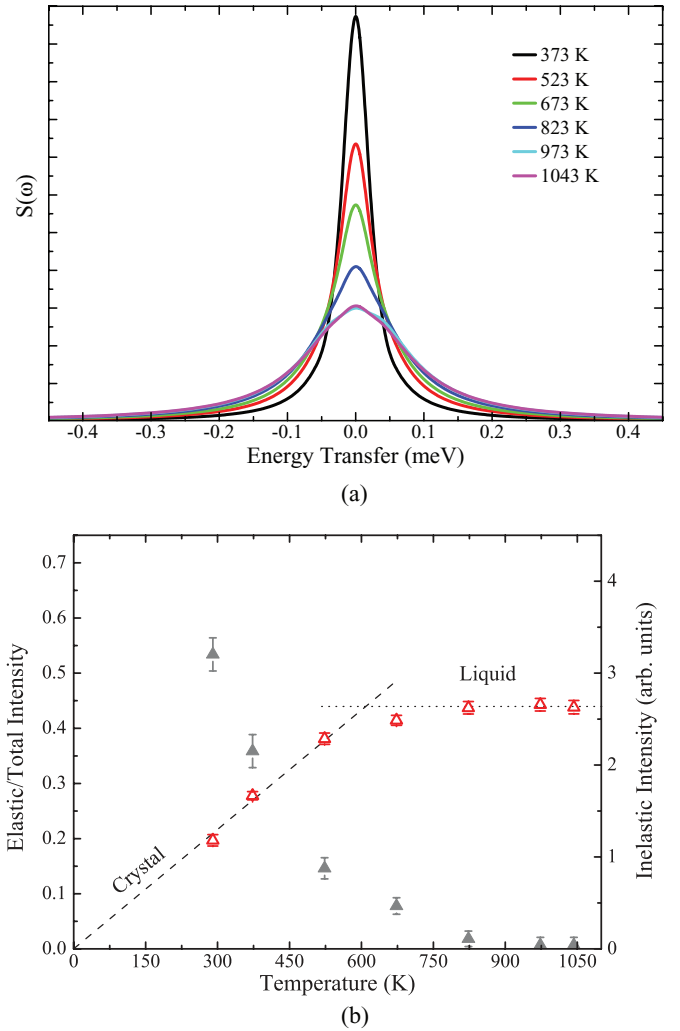 S(ω)
373 K
523 K
673 K
823 K
973 K
1043 K
-0.4 -0.3 -0.2 -0.1 0.0 0.1 0.2 0.3 0.4
Energy Transfer (meV)
(a)
Elastic/Total Intensity
0.7
0.6
0.5
0.4
0.3
0.2
0.1
0.0
Crystal
Liquid
4
3
2
1
0
Inelastic Intensity (arb. units)
0 150 300 450 600 750 900 1050
Temperature (K)
(b)